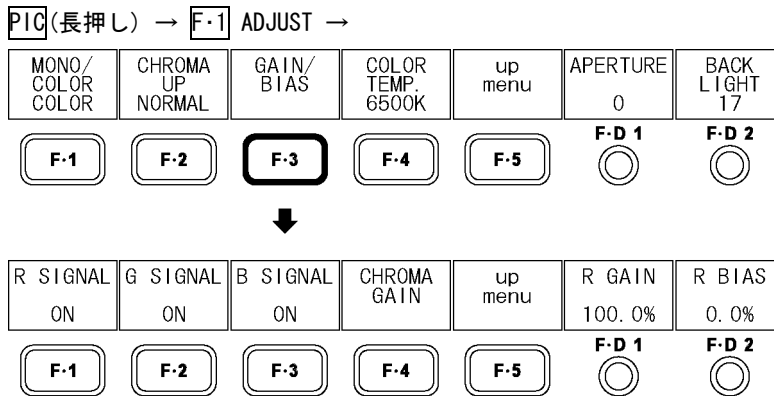 PIC(長押し) → F·1 ADJUST →
MONO/
COLOR
COLOR
CHROMA
UP
NORMAL
GAIN/
BIAS
COLOR
TEMP.
6500K
up
menu
APERTURE
0
BACK
LIGHT
17
F·1
F·2
F·3
F·4
F·5
F·D 1
F·D 2
R SIGNAL
ON
G SIGNAL
ON
B SIGNAL
ON
CHROMA
GAIN
up
menu
R GAIN
100.0%
R BIAS
0.0%
F·1
F·2
F·3
F·4
F·5
F·D 1
F·D 2